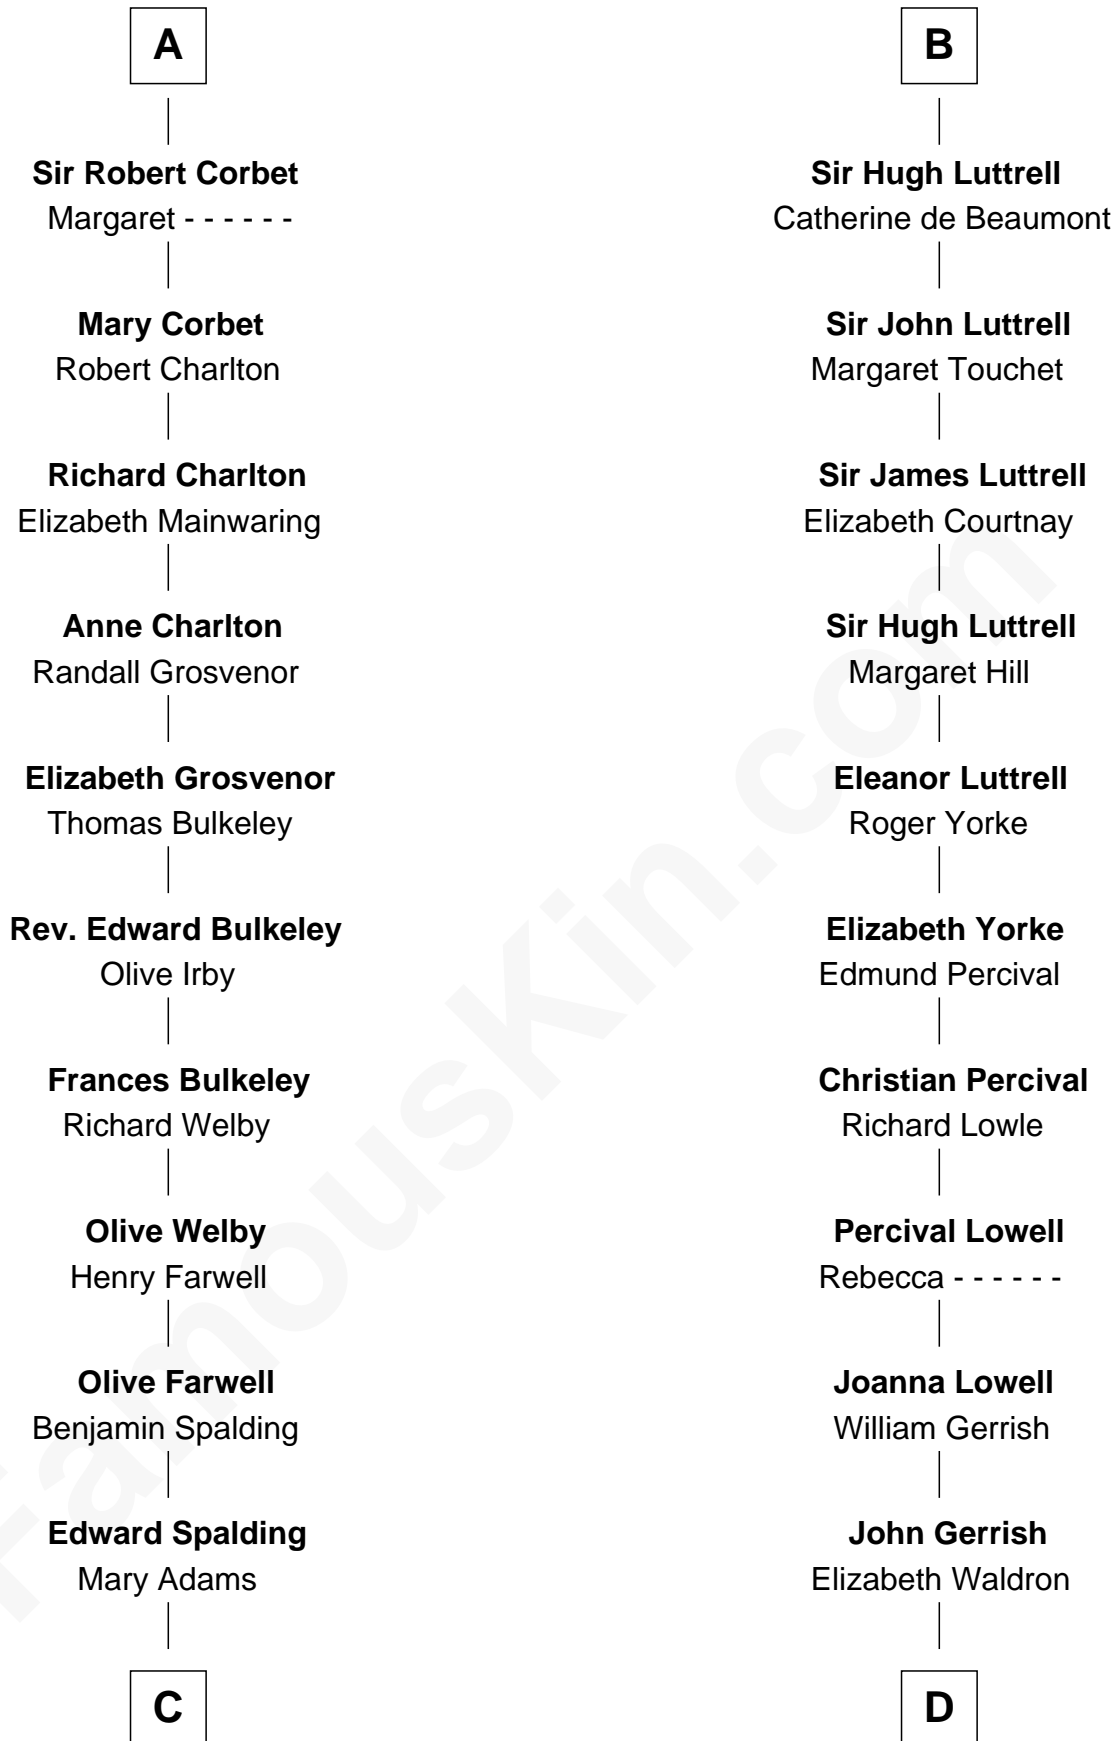 A
Sir Robert Corbet
Margaret - - - - - -
Mary Corbet
Robert Charlton
Richard Charlton
Elizabeth Mainwaring
Anne Charlton
Randall Grosvenor
Elizabeth Grosvenor
Thomas Bulkeley
Rev. Edward Bulkeley
Olive Irby
Frances Bulkeley
Richard Welby
Olive Welby
Henry Farwell
Olive Farwell
Benjamin Spalding
Edward Spalding
Mary Adams
C
B
Sir Hugh Luttrell
Catherine de Beaumont
Sir John Luttrell
Margaret Touchet
Sir James Luttrell
Elizabeth Courtnay
Sir Hugh Luttrell
Margaret Hill
Eleanor Luttrell
Roger Yorke
Elizabeth Yorke
Edmund Percival
Christian Percival
Richard Lowle
Percival Lowell
Rebecca - - - - - -
Joanna Lowell
William Gerrish
John Gerrish
Elizabeth Waldron
D
FamousKin.com